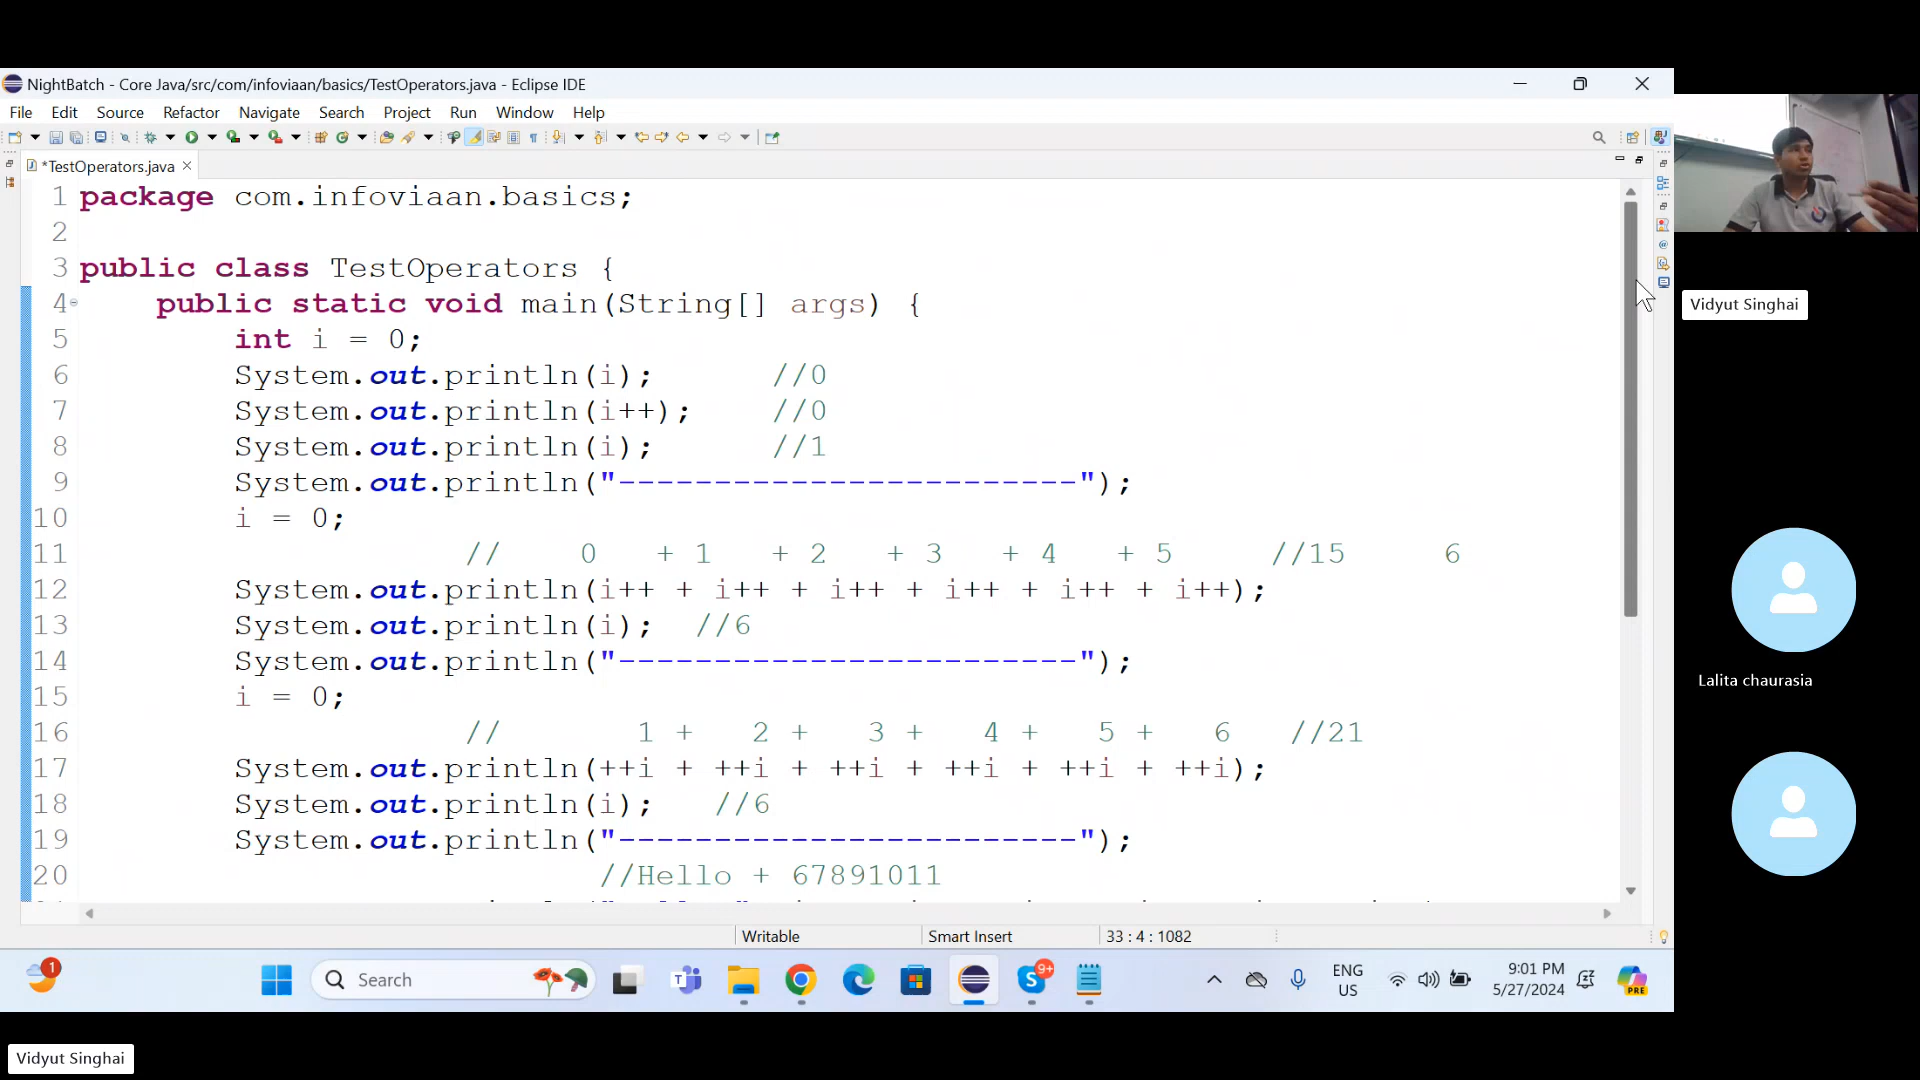 NightBatch - Core Java/src/com/infoviaan/basics/TestOperators.java - Eclipse IDE
File Edit Source Refactor Navigate Search Project Run Window Help
*TestOperators.java
1 package com.infoviaan.basics;
2
3 public class TestOperators {
4 public static void main(String[] args) {
5 int i = 0;
6 System.out.println(i); //0
7 System.out.println(i++); //0
8 System.out.println(i); //1
9 System.out.println("------------------------");
10 i = 0;
11 // 0 + 1 + 2 + 3 + 4 + 5 //15 6
12 System.out.println(i++ + i++ + i++ + i++ + i++ + i++);
13 System.out.println(i); //6
14 System.out.println("------------------------");
15 i = 0;
16 // 1 + 2 + 3 + 4 + 5 + 6 //21
17 System.out.println(++i + ++i + ++i + ++i + ++i + ++i);
18 System.out.println(i); //6
19 System.out.println("------------------------");
20 //Hello + 67891011
Writable Smart Insert 33 : 4 : 1082
1
Search
9+
ENG
US
9:01 PM
5/27/2024
PRE
Vidyut Singhai
Lalita chaurasia
Vidyut Singhai